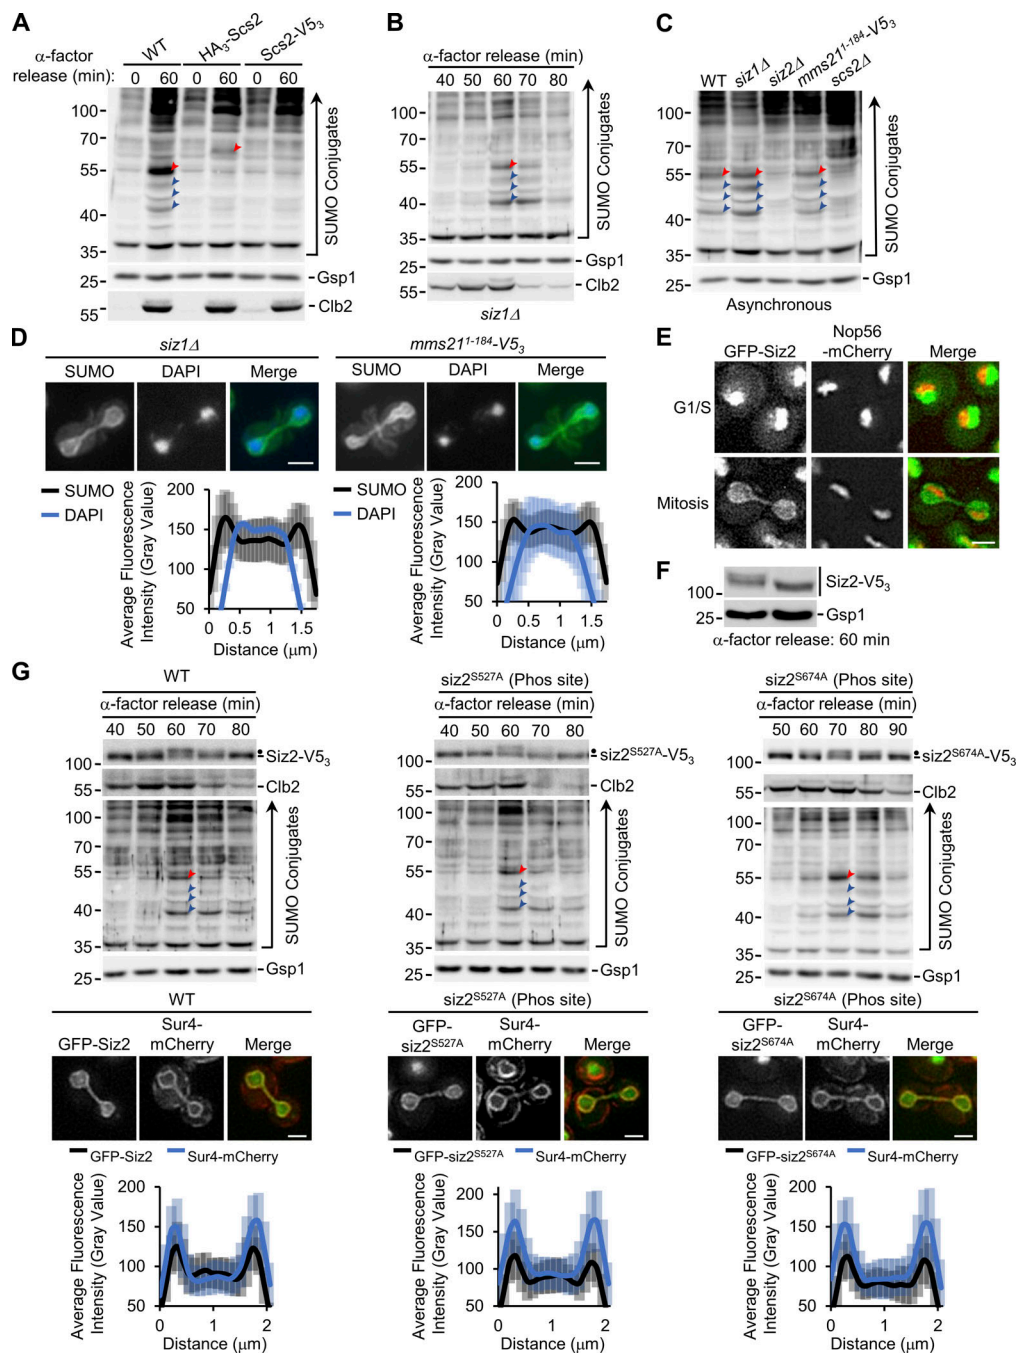 A
α-factor
release (min):
WT
HA₃-Scs2
Scs2-V5₃
0 60 0 60 0 60
100
70
55
40
35
25
55
SUMO Conjugates
Gsp1
Clb2
B
α-factor release (min)
40 50 60 70 80
100
70
55
40
35
25
55
SUMO Conjugates
Gsp1
Clb2
siz1Δ
C
WT
siz1Δ
siz2Δ
mms21¹⁻¹⁸⁴-V5₃
scs2Δ
100
70
55
40
35
25
SUMO Conjugates
Gsp1
Asynchronous
D
siz1Δ
SUMO DAPI Merge
mms21¹⁻¹⁸⁴-V5₃
SUMO DAPI Merge
SUMO
DAPI
Average Fluorescence
Intensity (Gray Value)
200
150
100
50
0 0.5 1 1.5
Distance (μm)
SUMO
DAPI
Average Fluorescence
Intensity (Gray Value)
200
150
100
50
0 0.5 1 1.5
Distance (μm)
E
GFP-Siz2
Nop56
-mCherry
Merge
G1/S
Mitosis
F
100
25
Siz2-V5₃
Gsp1
α-factor release: 60 min
G
WT
α-factor release (min)
40 50 60 70 80
100
55
100
70
55
40
35
25
Siz2-V5₃
Clb2
SUMO Conjugates
Gsp1
siz2ˢ⁵²⁷ᴬ (Phos site)
α-factor release (min)
40 50 60 70 80
100
55
100
70
55
40
35
25
siz2ˢ⁵²⁷ᴬ-V5₃
Clb2
SUMO Conjugates
Gsp1
siz2ˢ⁶⁷⁴ᴬ (Phos site)
α-factor release (min)
50 60 70 80 90
100
55
100
70
55
40
35
25
siz2ˢ⁶⁷⁴ᴬ-V5₃
Clb2
SUMO Conjugates
Gsp1
WT
GFP-Siz2
Sur4-
mCherry
Merge
siz2ˢ⁵²⁷ᴬ (Phos site)
GFP-
siz2ˢ⁵²⁷ᴬ
Sur4-
mCherry
Merge
siz2ˢ⁶⁷⁴ᴬ (Phos site)
GFP-
siz2ˢ⁶⁷⁴ᴬ
Sur4-
mCherry
Merge
GFP-Siz2 Sur4-mCherry
Average Fluorescence
Intensity (Gray Value)
200
150
100
50
0 1 2
Distance (μm)
GFP-siz2ˢ⁵²⁷ᴬ Sur4-mCherry
Average Fluorescence
Intensity (Gray Value)
200
150
100
50
0 1 2
Distance (μm)
GFP-siz2ˢ⁶⁷⁴ᴬ Sur4-mCherry
Average Fluorescence
Intensity (Gray Value)
200
150
100
50
0 1 2
Distance (μm)